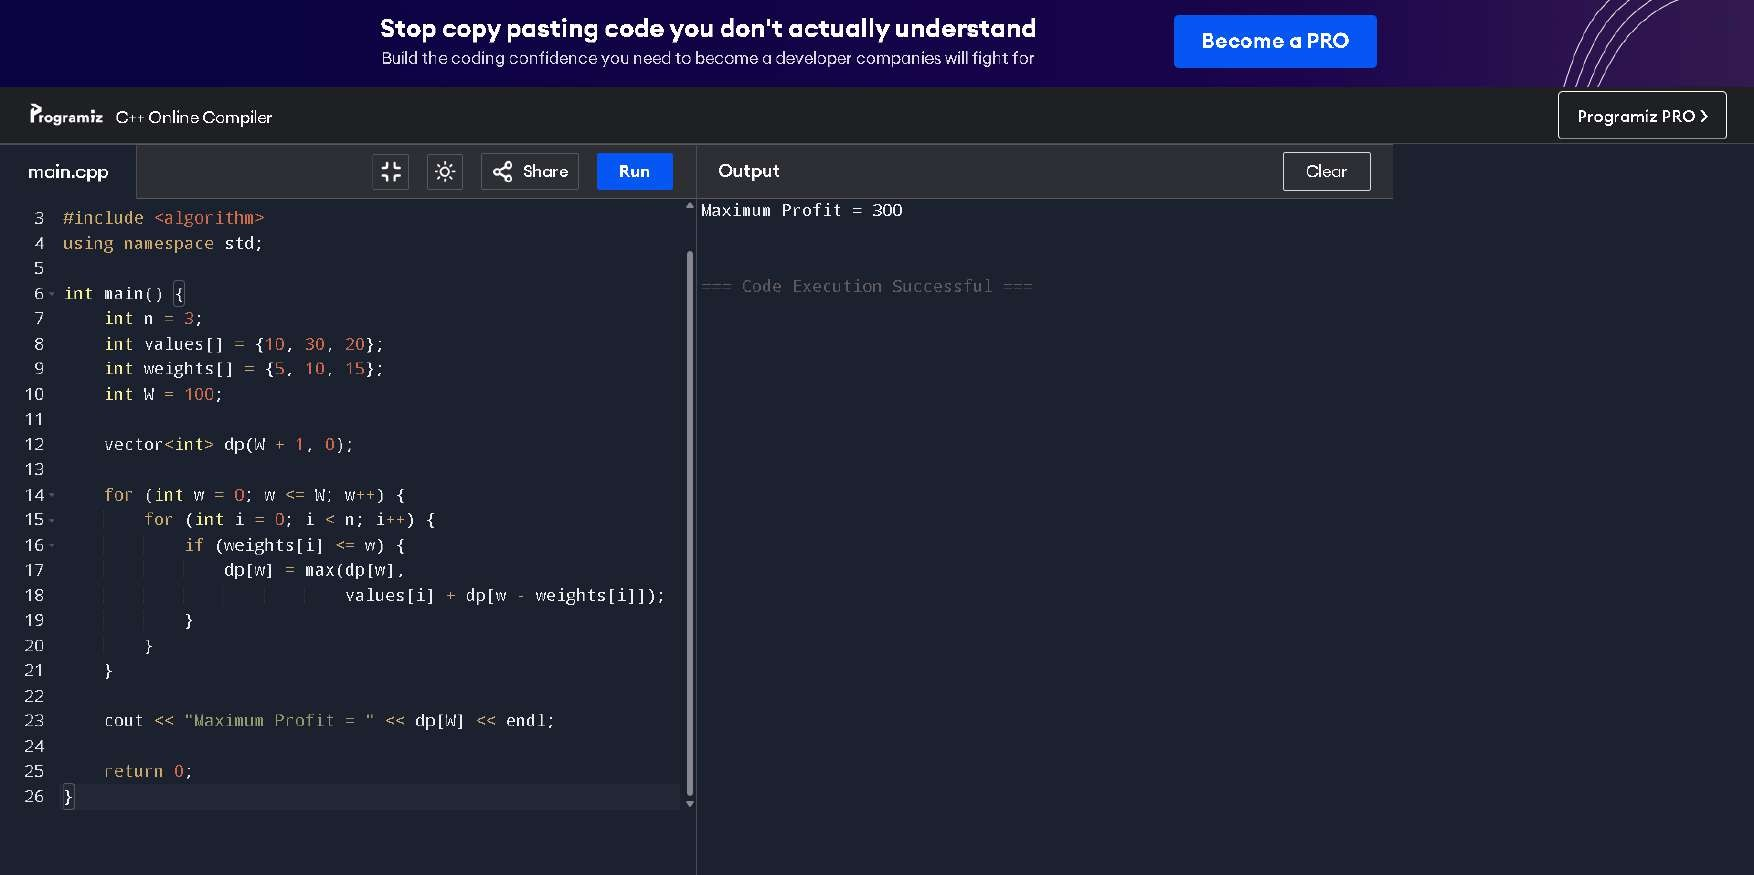 Stop copy pasting code you don't actually understand
Build the coding confidence you need to become a developer companies will fight for
Become a PRO
Programiz C++ Online Compiler
Programiz PRO
main.cpp
Share
Run
Output
Clear
3 #include <algorithm>
4 using namespace std;
5
6 int main() {
7     int n = 3;
8     int values[] = {10, 30, 20};
9     int weights[] = {5, 10, 15};
10     int W = 100;
11
12     vector<int> dp(W + 1, 0);
13
14     for (int w = 0; w <= W; w++) {
15         for (int i = 0; i < n; i++) {
16             if (weights[i] <= w) {
17                 dp[w] = max(dp[w],
18                             values[i] + dp[w - weights[i]]);
19             }
20         }
21     }
22
23     cout << "Maximum Profit = " << dp[W] << endl;
24
25     return 0;
26 }
Maximum Profit = 300
=== Code Execution Successful ===